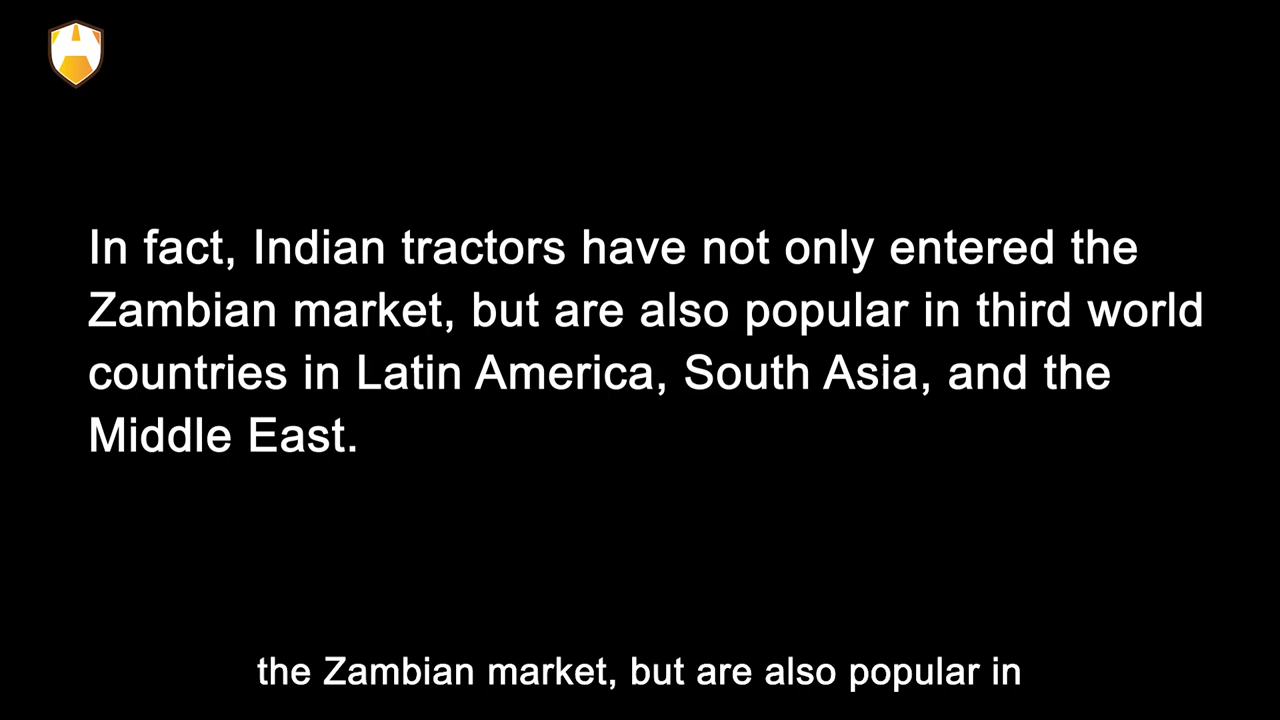 In fact, Indian tractors have not only entered the
Zambian market, but are also popular in third world
countries in Latin America, South Asia, and the
Middle East.
the Zambian market, but are also popular in